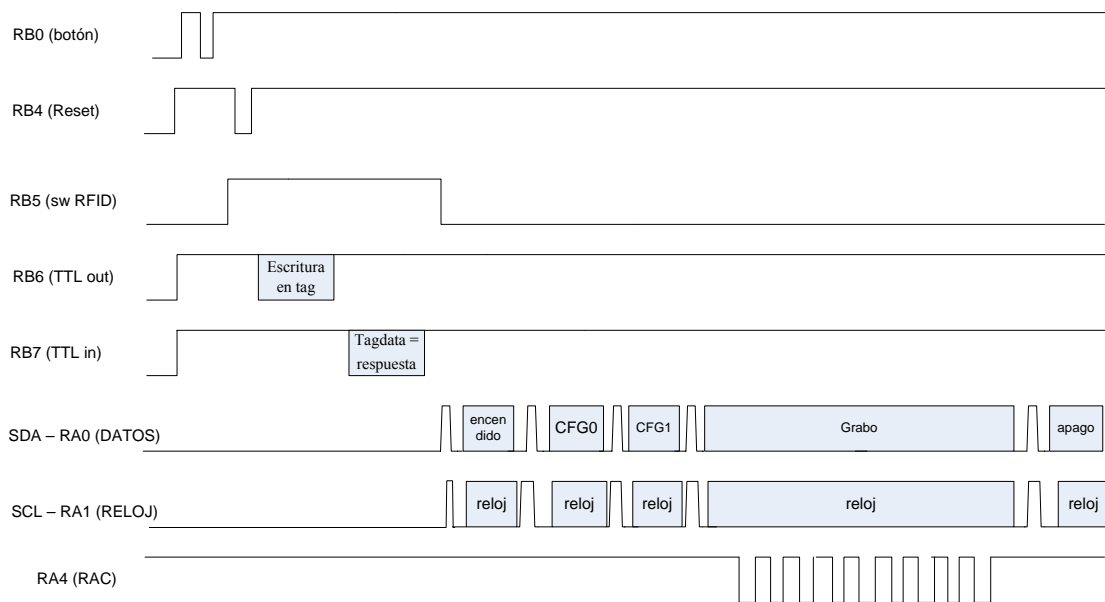 RB0 (botón)
RB4 (Reset)
RB5 (sw RFID)
RB6 (TTL out)
Escritura
en tag
RB7 (TTL in)
Tagdata =
respuesta
SDA – RA0 (DATOS)
encen
dido
CFG0
CFG1
Grabo
apago
SCL – RA1 (RELOJ)
reloj
reloj
reloj
reloj
reloj
RA4 (RAC)